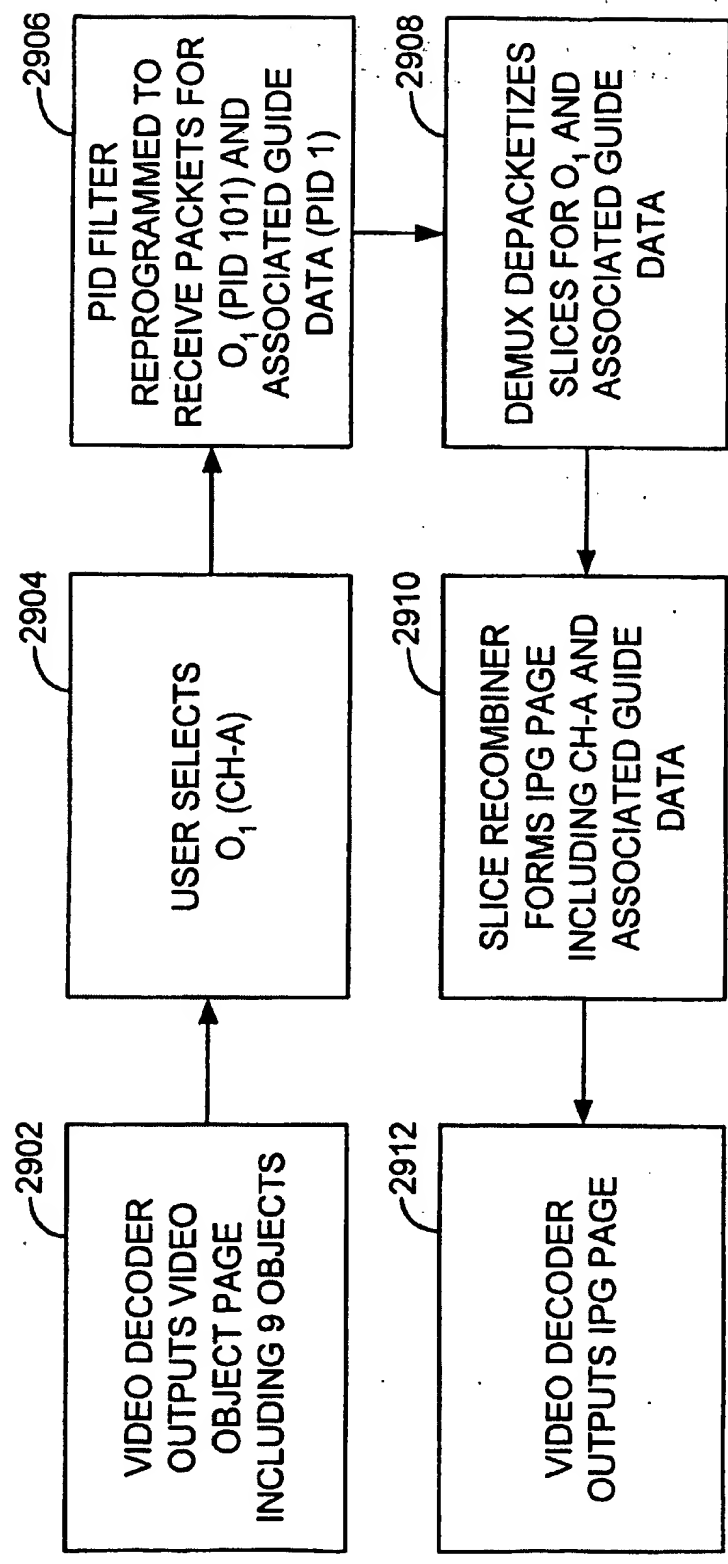 2902
VIDEO DECODER
OUTPUTS VIDEO
OBJECT PAGE
INCLUDING 9 OBJECTS
2904
USER SELECTS
O₁ (CH-A)
2906
PID FILTER
REPROGRAMMED TO
RECEIVE PACKETS FOR
O₁ (PID 101) AND
ASSOCIATED GUIDE
DATA (PID 1)
2908
DEMUX DEPACKETIZES
SLICES FOR O₁ AND
ASSOCIATED GUIDE
DATA
2910
SLICE RECOMBINER
FORMS IPG PAGE
INCLUDING CH-A AND
ASSOCIATED GUIDE
DATA
2912
VIDEO DECODER
OUTPUTS IPG PAGE